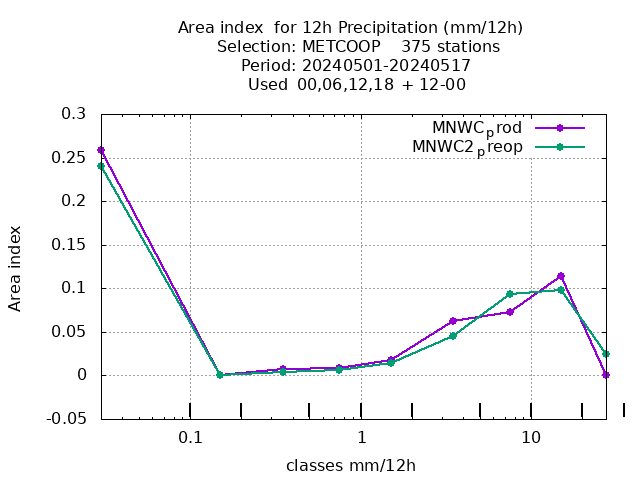 Area index  for 12h Precipitation (mm/12h)
Selection: METCOOP    375 stations
Period: 20240501-20240517
Used  00,06,12,18 + 12-00
MNWCprod
MNWC2preop
0.3
0.25
0.2
0.15
0.1
0.05
0
-0.05
Area index
0.1 1 10
classes mm/12h